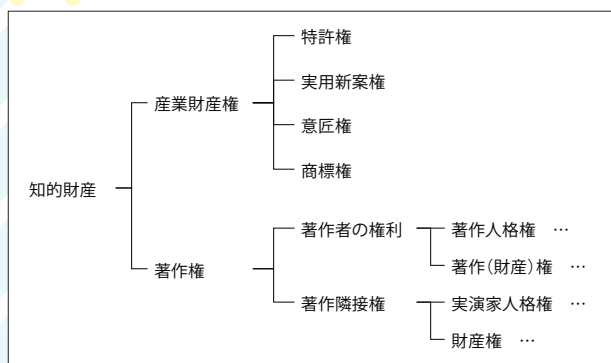 特許権
実用新案権
産業財産権
意匠権
商標権
知的財産
著作者の権利
著作人格権 …
著作(財産)権 …
著作権
著作隣接権
実演家人格権 …
財産権 …